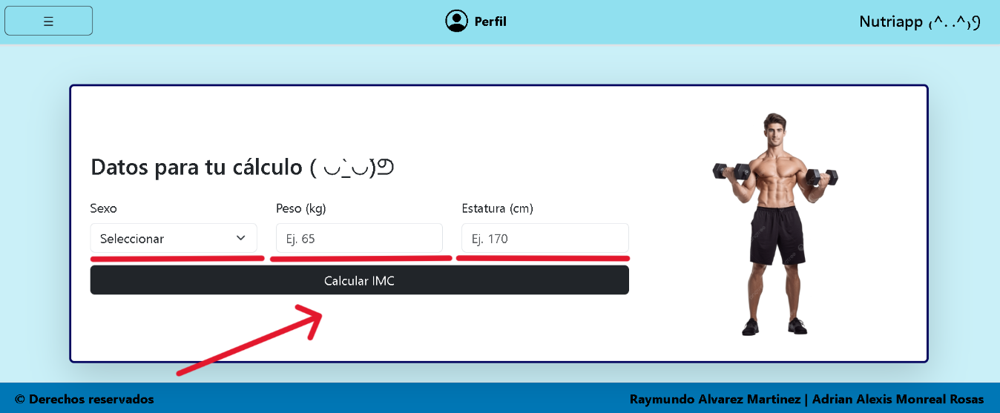 ☰
Perfil
Nutriapp ₍^. .^₎੭
Datos para tu cálculo ( ◡̀_◡́)ᕤ
Sexo Peso (kg) Estatura (cm)
Seleccionar Ej. 65 Ej. 170
Calcular IMC
© Derechos reservados
Raymundo Alvarez Martinez | Adrian Alexis Monreal Rosas